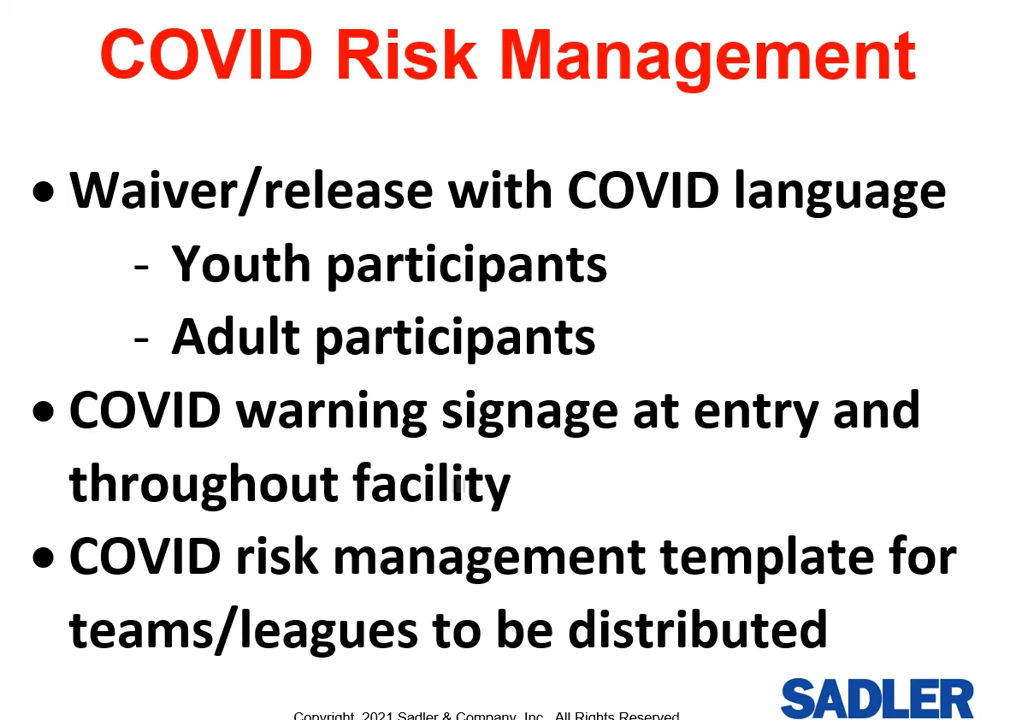 COVID Risk Management
• Waiver/release with COVID language
- Youth participants
- Adult participants
• COVID warning signage at entry and
throughout facility
• COVID risk management template for
teams/leagues to be distributed
SADLER
Copyright, 2021 Sadler & Company, Inc. All Rights Reserved